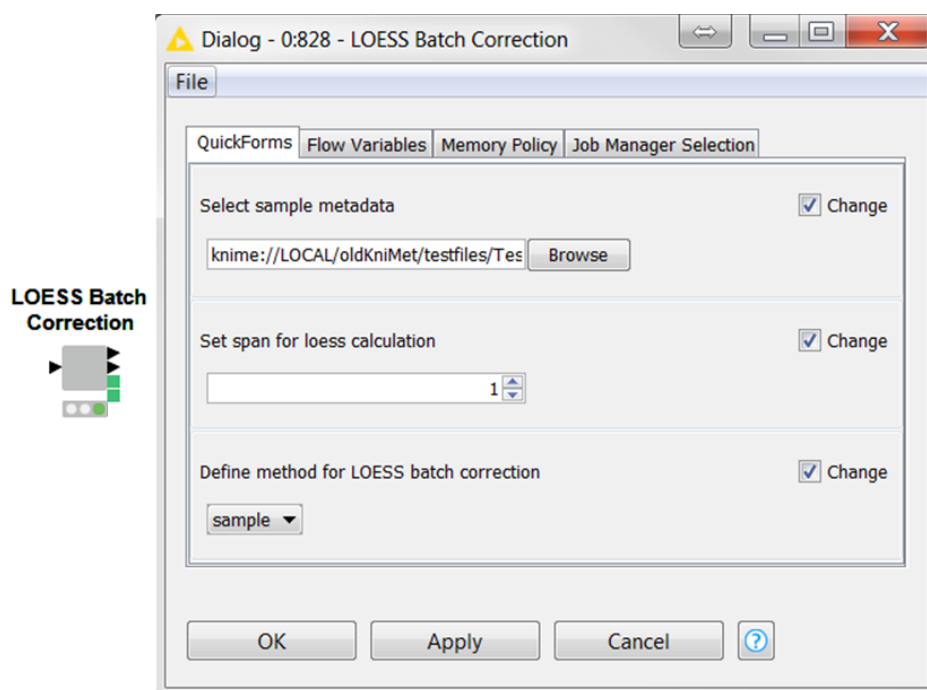 Dialog - 0:828 - LOESS Batch Correction
File
QuickForms Flow Variables Memory Policy Job Manager Selection
Select sample metadata Change
knime://LOCAL/oldKniMet/testfiles/Tes Browse
LOESS Batch
Correction
Set span for loess calculation Change
1
Define method for LOESS batch correction Change
sample
OK Apply Cancel ?